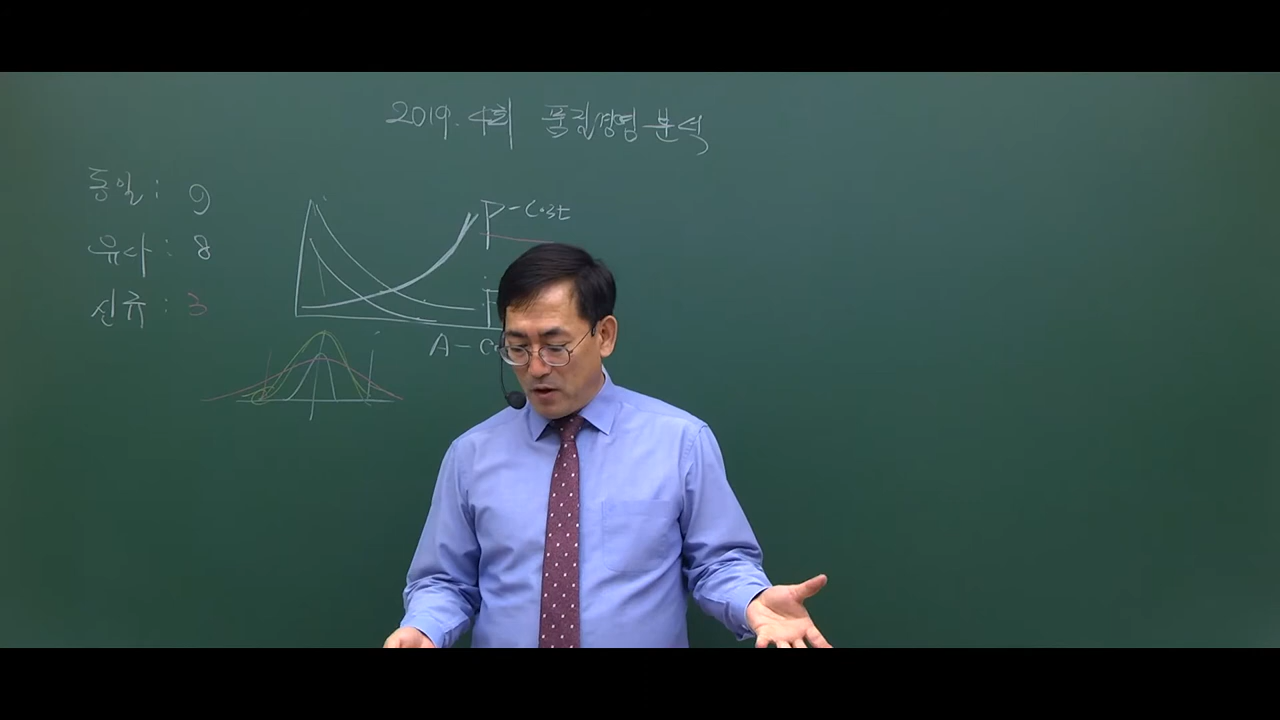 2019. 4회 품질경영 분석
동일 : 9
유사 : 8
신규 : 3
P-Cost
F
A-C